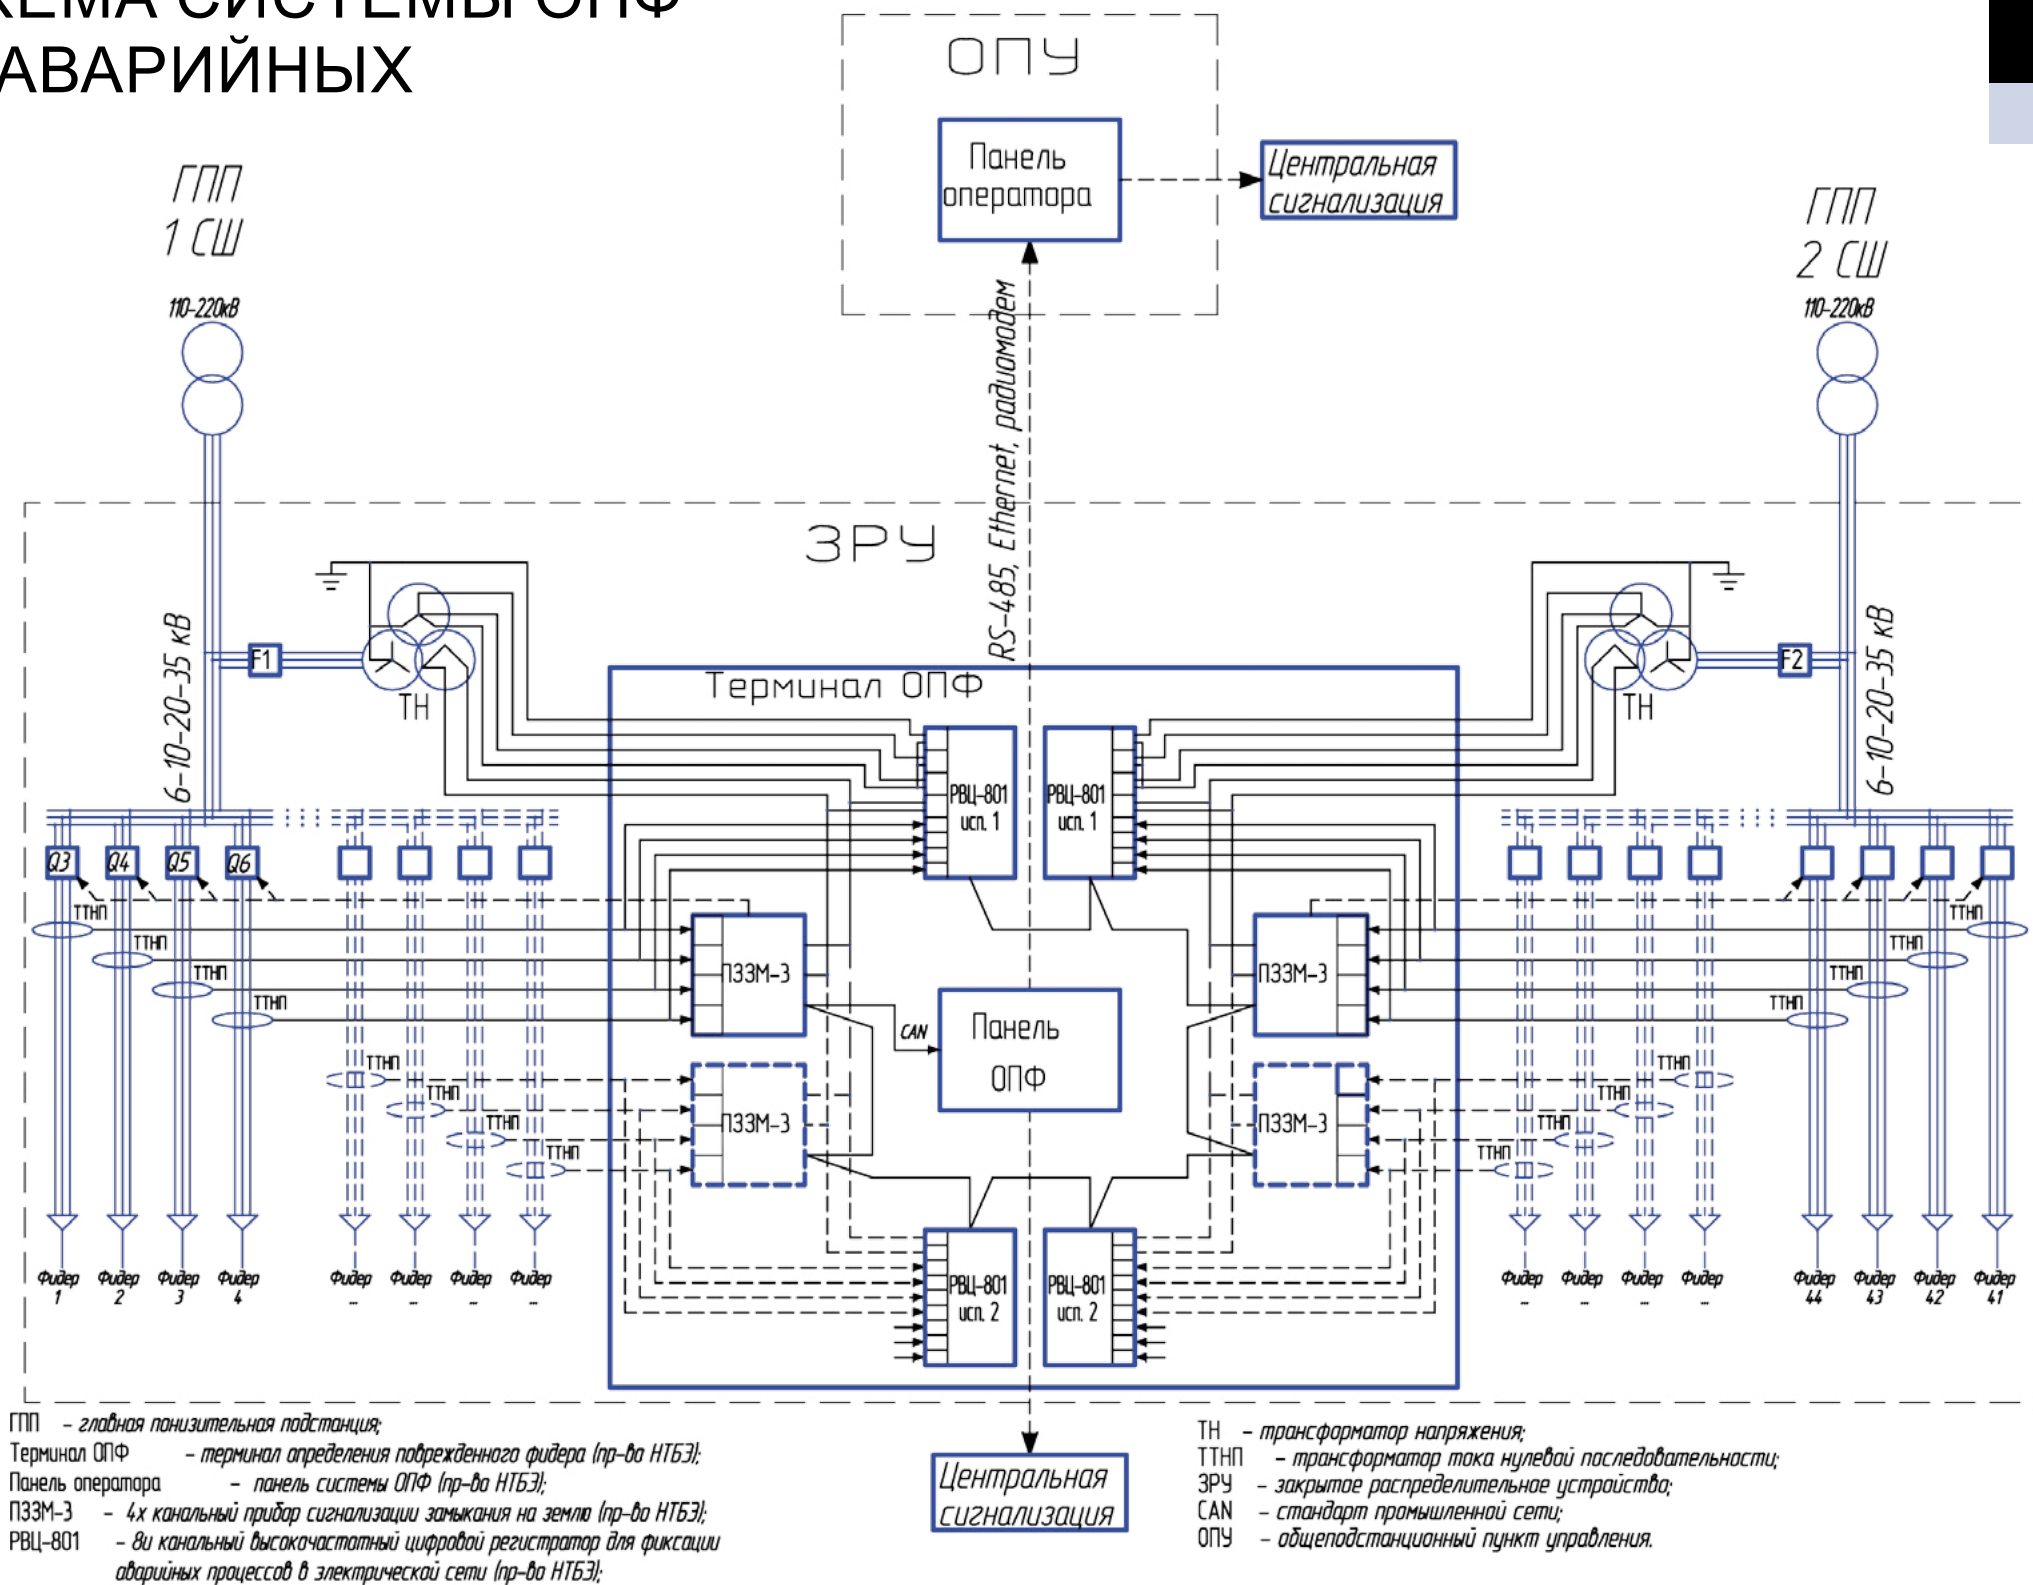 ХЕМА СИСТЕМЫ ОПФ
АВАРИЙНЫХ
ОПУ
Панель
оператора
Центральная
сигнализация
ГПП
1 СШ
110-220кВ
ГПП
2 СШ
110-220кВ
RS-485, Ethernet, радиомодем
ЗРУ
6-10-20-35 кВ
F1
ТН
F2
ТН
6-10-20-35 кВ
Терминал ОПФ
РВЦ-801
исп. 1
РВЦ-801
исп. 1
Q3
Q4
Q5
Q6
ТТНП
ТТНП
ТТНП
ТТНП
ТТНП
ТТНП
ТТНП
ТТНП
ПЗЗМ-3
ПЗЗМ-3
CAN
Панель
ОПФ
ТТНП
ТТНП
ТТНП
ТТНП
ТТНП
ТТНП
ТТНП
ТТНП
ПЗЗМ-3
ПЗЗМ-3
РВЦ-801
исп. 2
РВЦ-801
исп. 2
Фидер
1
Фидер
2
Фидер
3
Фидер
4
Фидер
...
Фидер
...
Фидер
...
Фидер
...
Фидер
...
Фидер
...
Фидер
...
Фидер
...
Фидер
44
Фидер
43
Фидер
42
Фидер
41
Центральная
сигнализация
ГПП - главная понизительная подстанция;
Терминал ОПФ - терминал определения поврежденного фидера (пр-во НТБЭ);
Панель оператора - панель системы ОПФ (пр-во НТБЭ);
ПЗЗМ-3 - 4х канальный прибор сигнализации замыкания на землю (пр-во НТБЭ);
РВЦ-801 - 8и канальный высокочастотный цифровой регистратор для фиксации
аварийных процессов в электрической сети (пр-во НТБЭ);
ТН - трансформатор напряжения;
ТТНП - трансформатор тока нулевой последовательности;
ЗРУ - закрытое распределительное устройство;
CAN - стандарт промышленной сети;
ОПУ - общеподстанционный пункт управления.